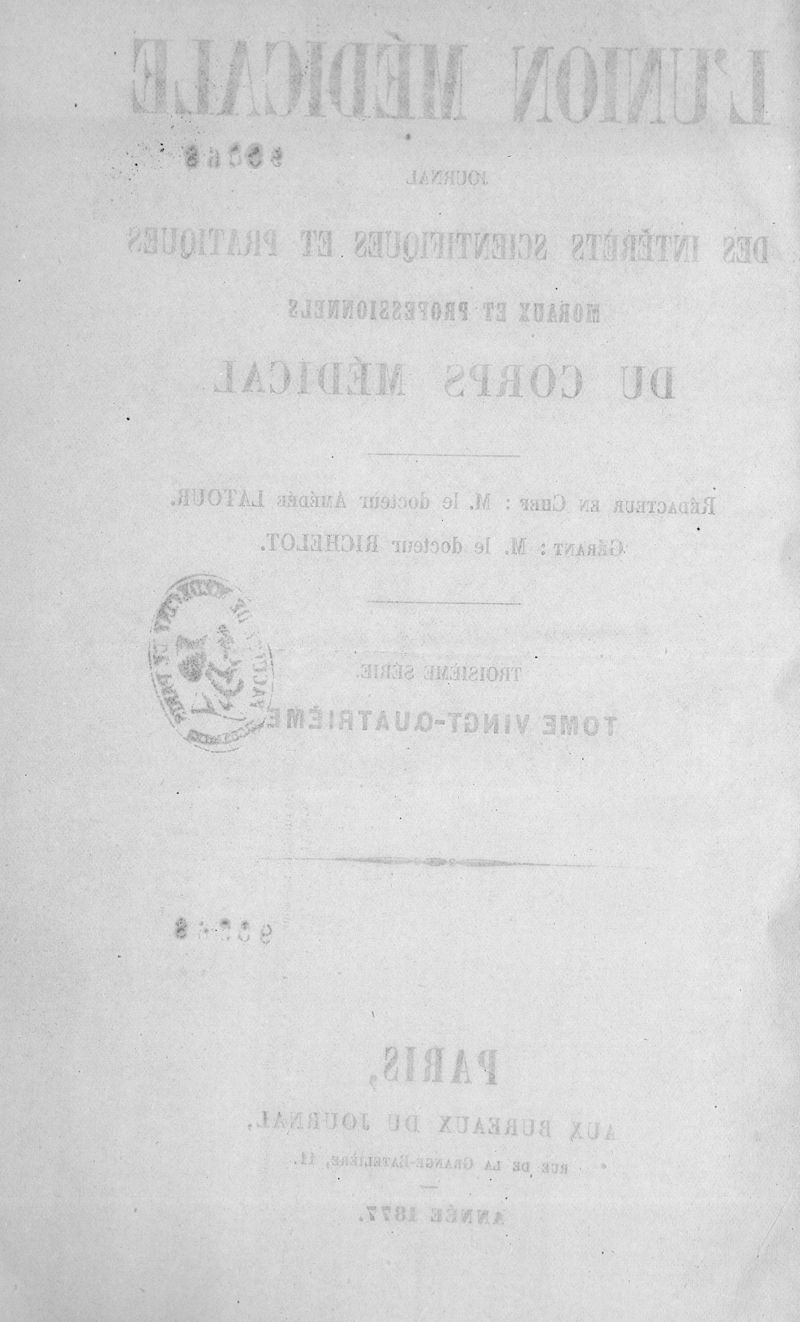 L'UNION MÉDICALE
JOURNAL
DES INTÉRÊTS SCIENTIFIQUES ET PRATIQUES
MORAUX ET PROFESSIONNELS
DU CORPS MÉDICAL
RÉDACTEUR EN CHEF : M. le docteur AMÉDÉE LATOUR.
GÉRANT : M. le docteur RICHELOT.
TROISIÈME SÉRIE.
TOME VINGT-QUATRIÈME
PARIS,
AUX BUREAUX DU JOURNAL,
RUE DE LA GRANGE-BATELIÈRE, 11.
ANNÉE 1877.